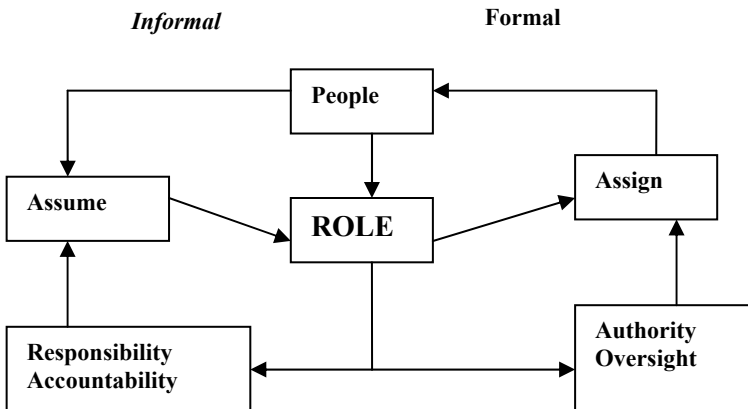 Informal
Formal
People
Assume
ROLE
Assign
Responsibility
Accountability
Authority
Oversight